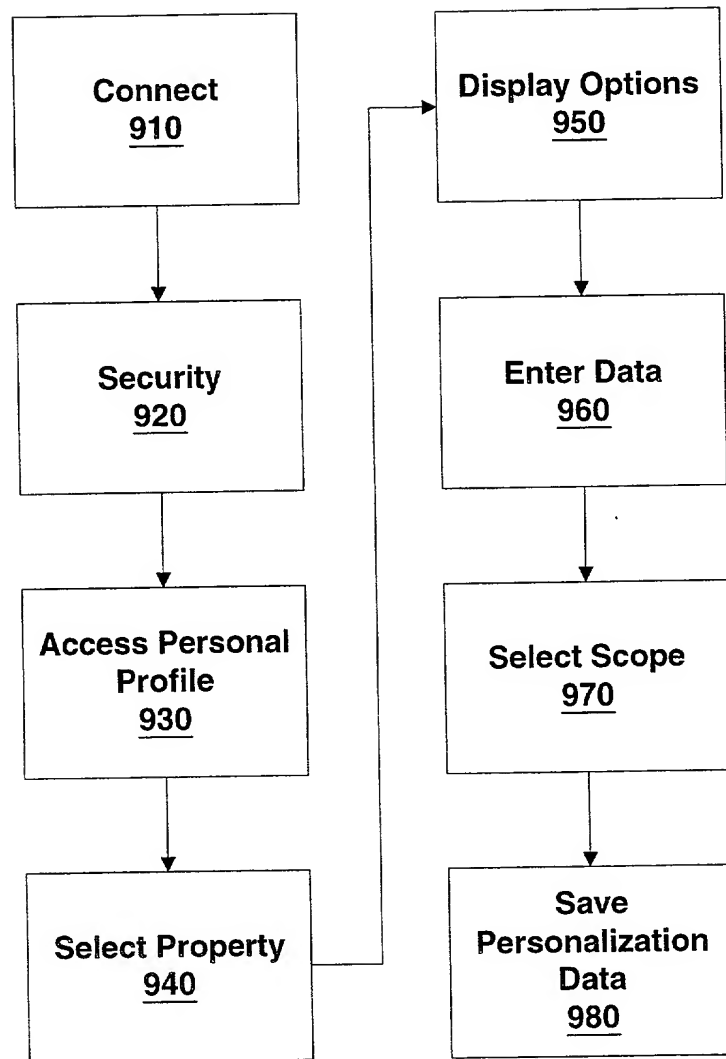 Connect
910
Security
920
Access Personal
Profile
930
Select Property
940
Display Options
950
Enter Data
960
Select Scope
970
Save
Personalization
Data
980